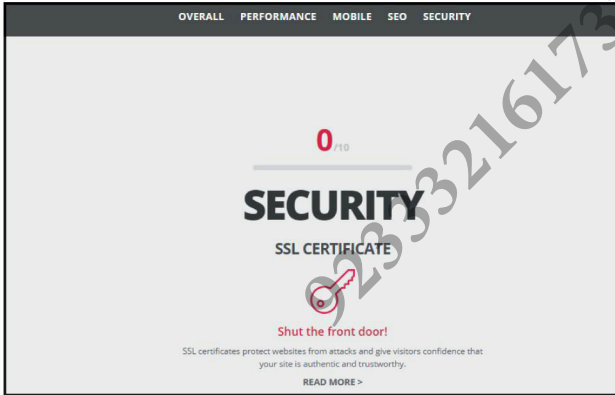 OVERALL PERFORMANCE MOBILE SEO SECURITY
0/10
SECURITY
SSL CERTIFICATE
Shut the front door!
SSL certificates protect websites from attacks and give visitors confidence that
your site is authentic and trustworthy.
READ MORE >
92333216173